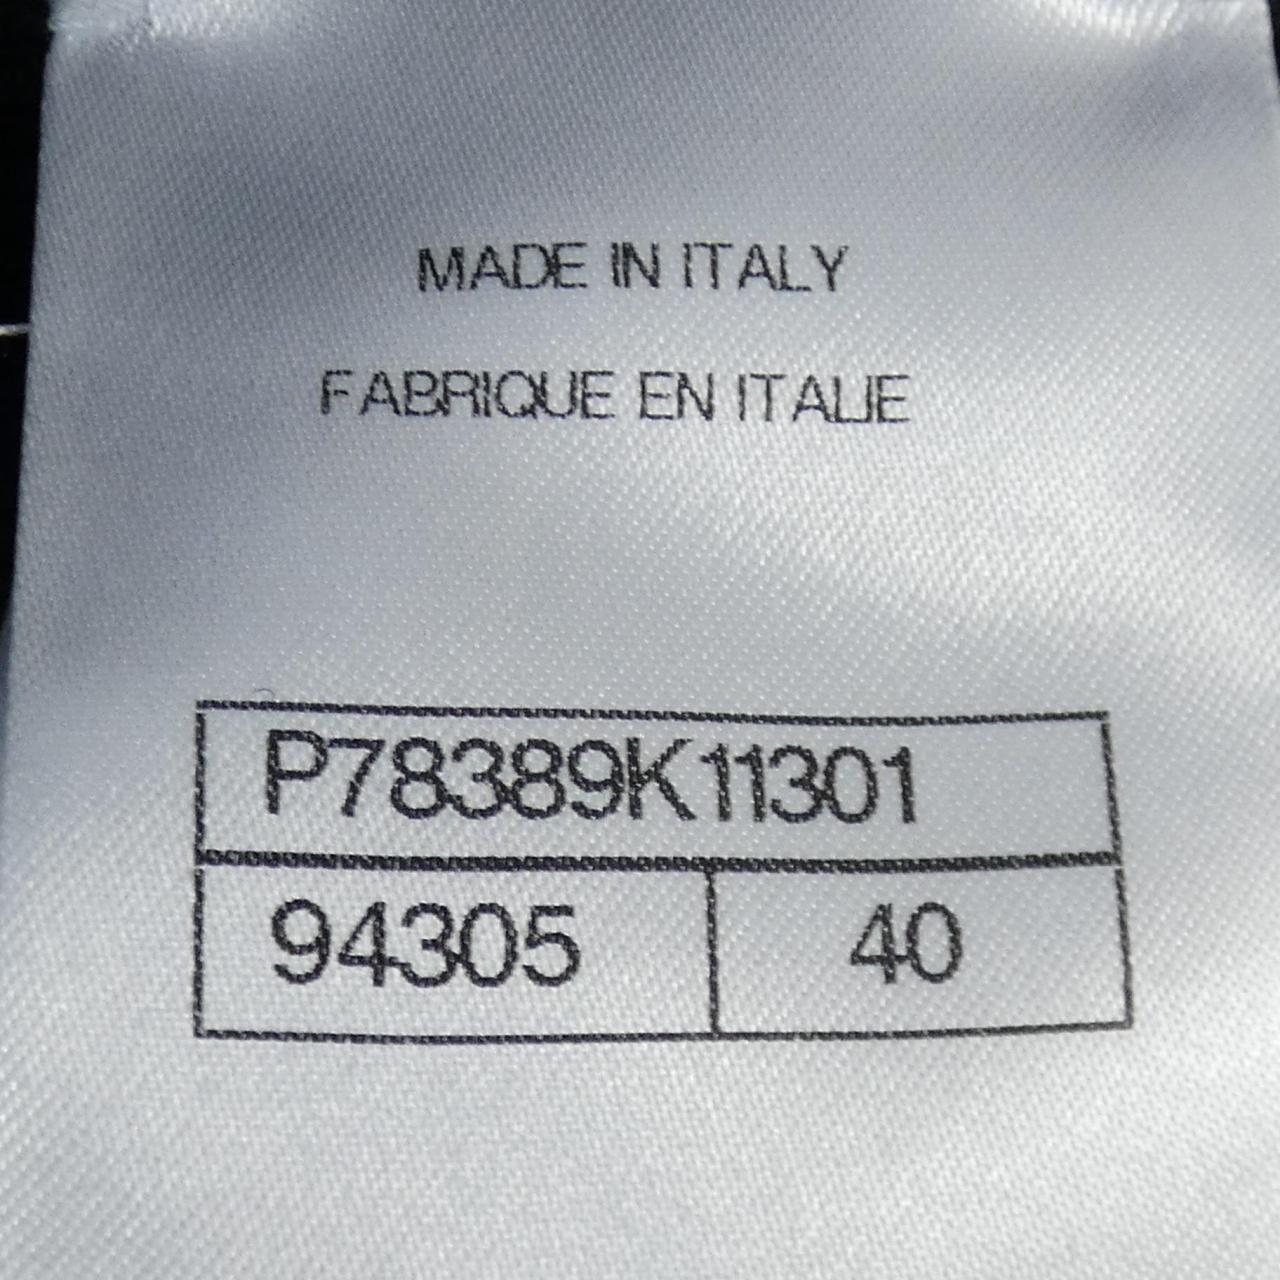 MADE IN ITALY
FABRIQUE EN ITALIE
P78389K11301
94305 40